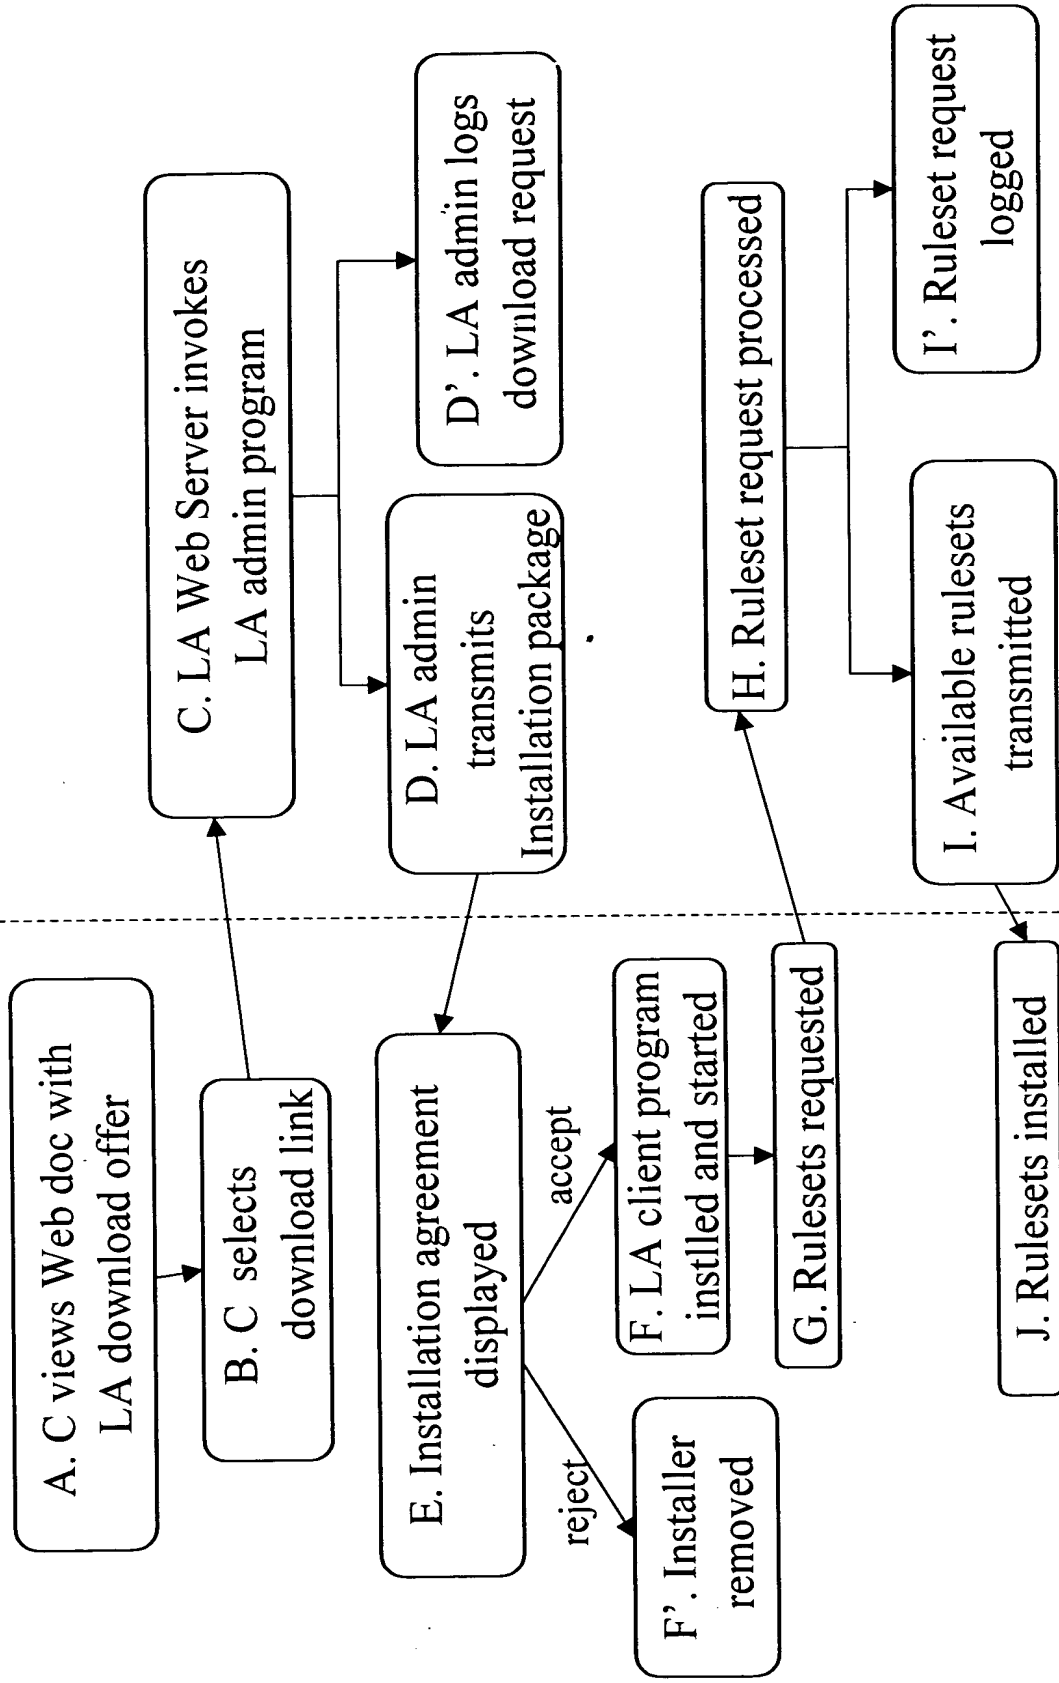 A. C views Web doc with
LA download offer
B. C selects
download link
C. LA Web Server invokes
LA admin program
D. LA admin
transmits
Installation package
D'. LA admin logs
download request
E. Installation agreement
displayed
reject
accept
F'. Installer
removed
F. LA client program
instlled and started
G. Rulesets requested
H. Ruleset request processed
I. Available rulesets
transmitted
I'. Ruleset request
logged
J. Rulesets installed